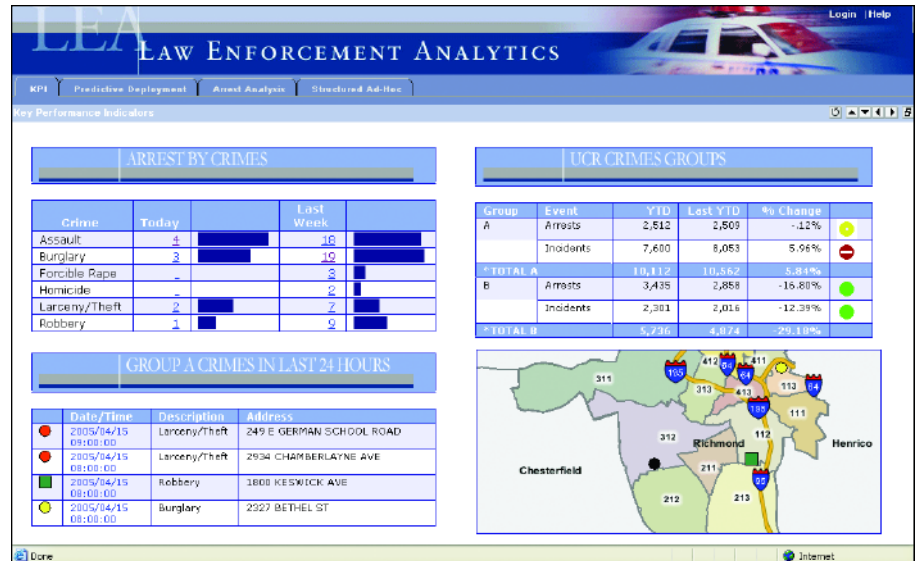 Login | Help
LEA
LAW ENFORCEMENT ANALYTICS
KPI Predictive Deployment Arrest Analysis Structured Ad-Hoc
Key Performance Indicators
ARREST BY CRIMES
Crime Today Last Week
Assault 4 18
Burglary 3 19
Forcible Rape - 3
Homicide - 2
Larceny/Theft 2 7
Robbery 1 9
GROUP A CRIMES IN LAST 24 HOURS
Date/Time Description Address
2005/04/15 Larceny/Theft 249 E GERMAN SCHOOL ROAD
09:00:00
2005/04/15 Larceny/Theft 2934 CHAMBERLAYNE AVE
08:00:00
2005/04/15 Robbery 1800 KESWICK AVE
08:00:00
2005/04/15 Burglary 2327 BETHEL ST
08:00:00
UCR CRIMES GROUPS
Group Event YTD Last YTD % Change
A Arrests 2,512 2,509 -.12%
Incidents 7,600 8,053 5.96%
*TOTAL A 10,112 10,562 5.84%
B Arrests 3,435 2,858 -16.80%
Incidents 2,301 2,016 -12.39%
*TOTAL B 5,736 4,874 -29.18%
412 64 411
311 195 64 113 64
313 413
195 111
312 Richmond 112 Henrico
Chesterfield 211
95
212 213
Done Internet